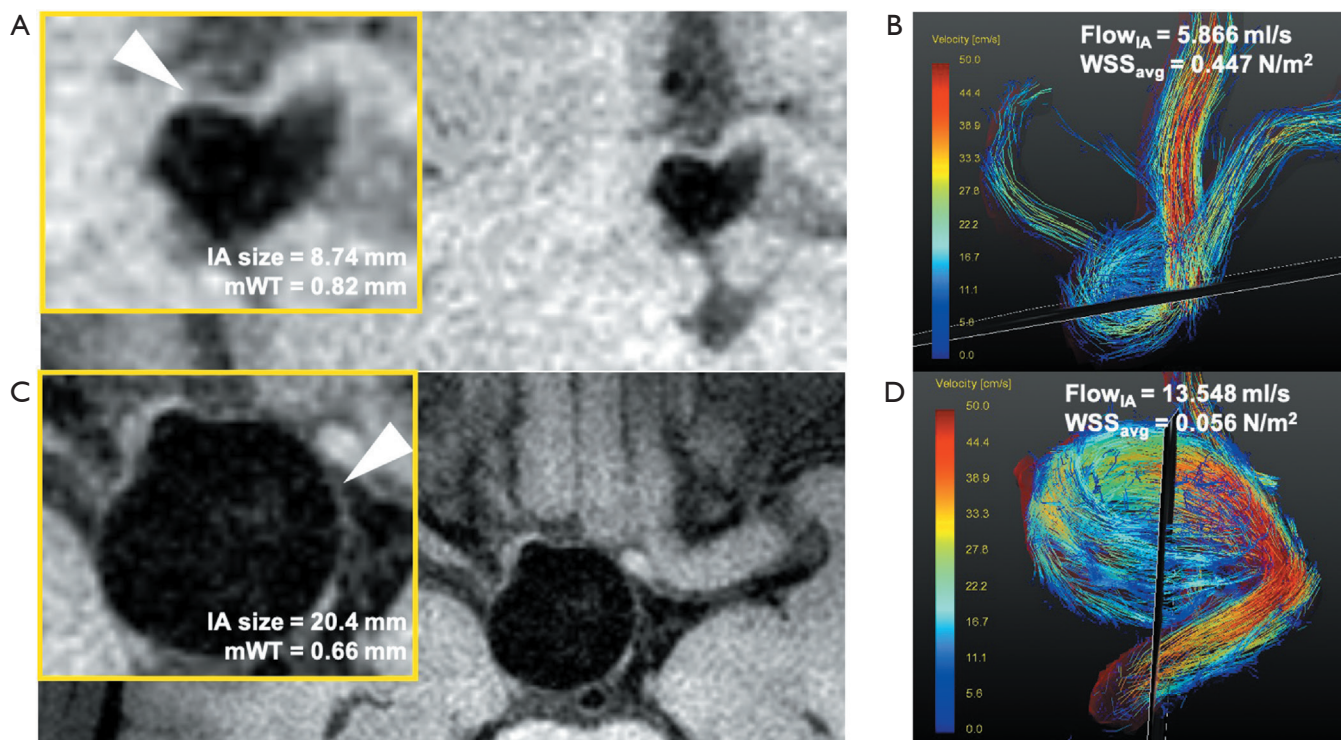 A
IA size = 8.74 mm
mWT = 0.82 mm
B
Velocity [cm/s]
50.0
44.4
38.9
33.3
27.8
22.2
16.7
11.1
5.6
0.0
FlowIA = 5.866 ml/s
WSSavg = 0.447 N/m²
C
IA size = 20.4 mm
mWT = 0.66 mm
D
Velocity [cm/s]
50.0
44.4
38.9
33.3
27.8
22.2
16.7
11.1
5.6
0.0
FlowIA = 13.548 ml/s
WSSavg = 0.056 N/m²